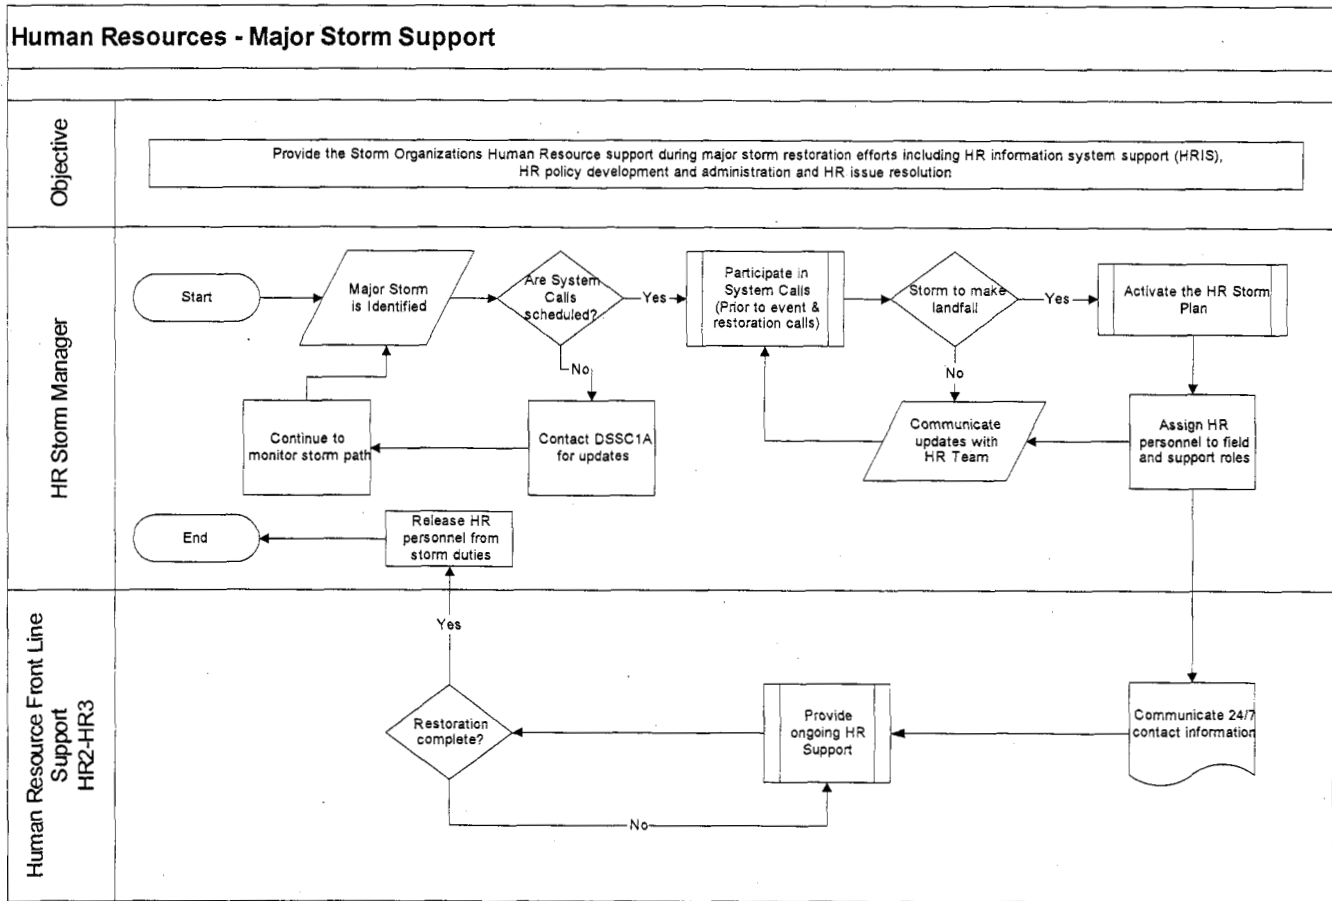 Human Resources - Major Storm Support
Objective
Provide the Storm Organizations Human Resource support during major storm restoration efforts including HR information system support (HRIS),
HR policy development and administration and HR issue resolution
HR Storm Manager
Start
Major Storm
is Identified
Are System
Calls
scheduled?
Yes
Participate in
System Calls
(Prior to event &
restoration calls)
Storm to make
landfall
Yes
Activate the HR Storm
Plan
No
No
Continue to
monitor storm path
Contact DSSC1A
for updates
Communicate
updates with
HR Team
Assign HR
personnel to field
and support roles
End
Release HR
personnel from
storm duties
Human Resource Front Line
Support
HR2-HR3
Yes
Restoration
complete?
Provide
ongoing HR
Support
Communicate 24/7
contact information
No